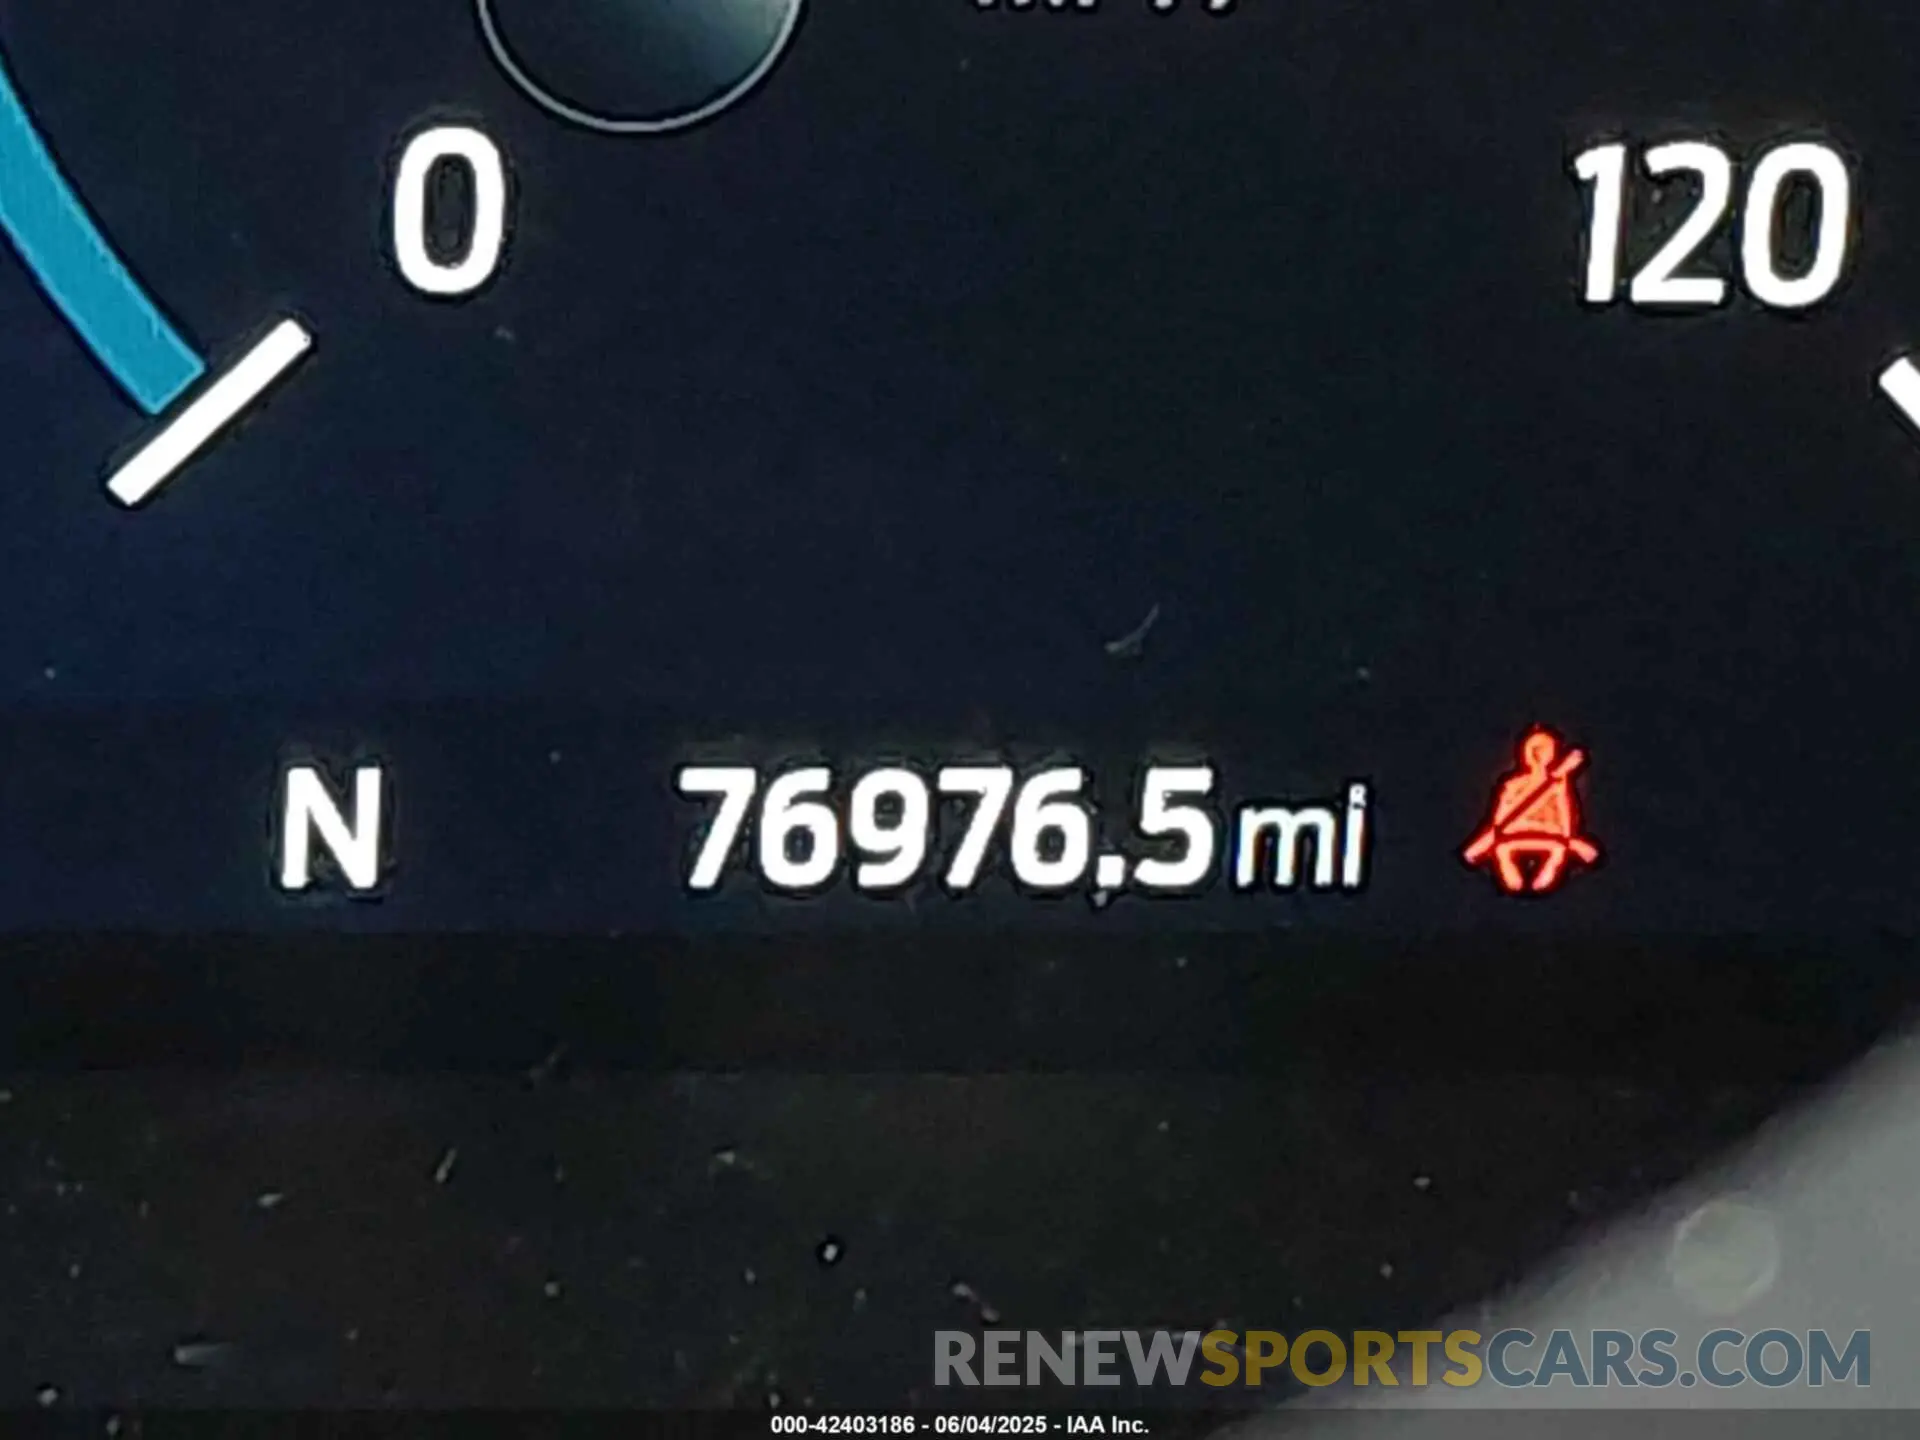 0 120
N 76976.5 mi
RENEWSPORTSCARS.COM
000-42403186 - 06/04/2025 - IAA Inc.